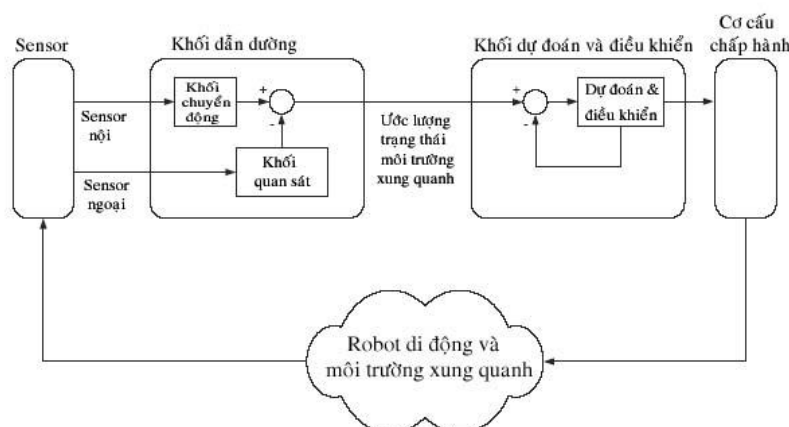 Sensor
Khối dẫn đường
Khối dự đoán và điều khiển
Cơ cấu
chấp hành
Khối
chuyển
động
+
-
Sensor
nội
Khối
quan sát
Sensor
ngoại
Ước lượng
trạng thái
môi trường
xung quanh
+
-
Dự đoán &
điều khiển
Robot di động và
môi trường xung quanh